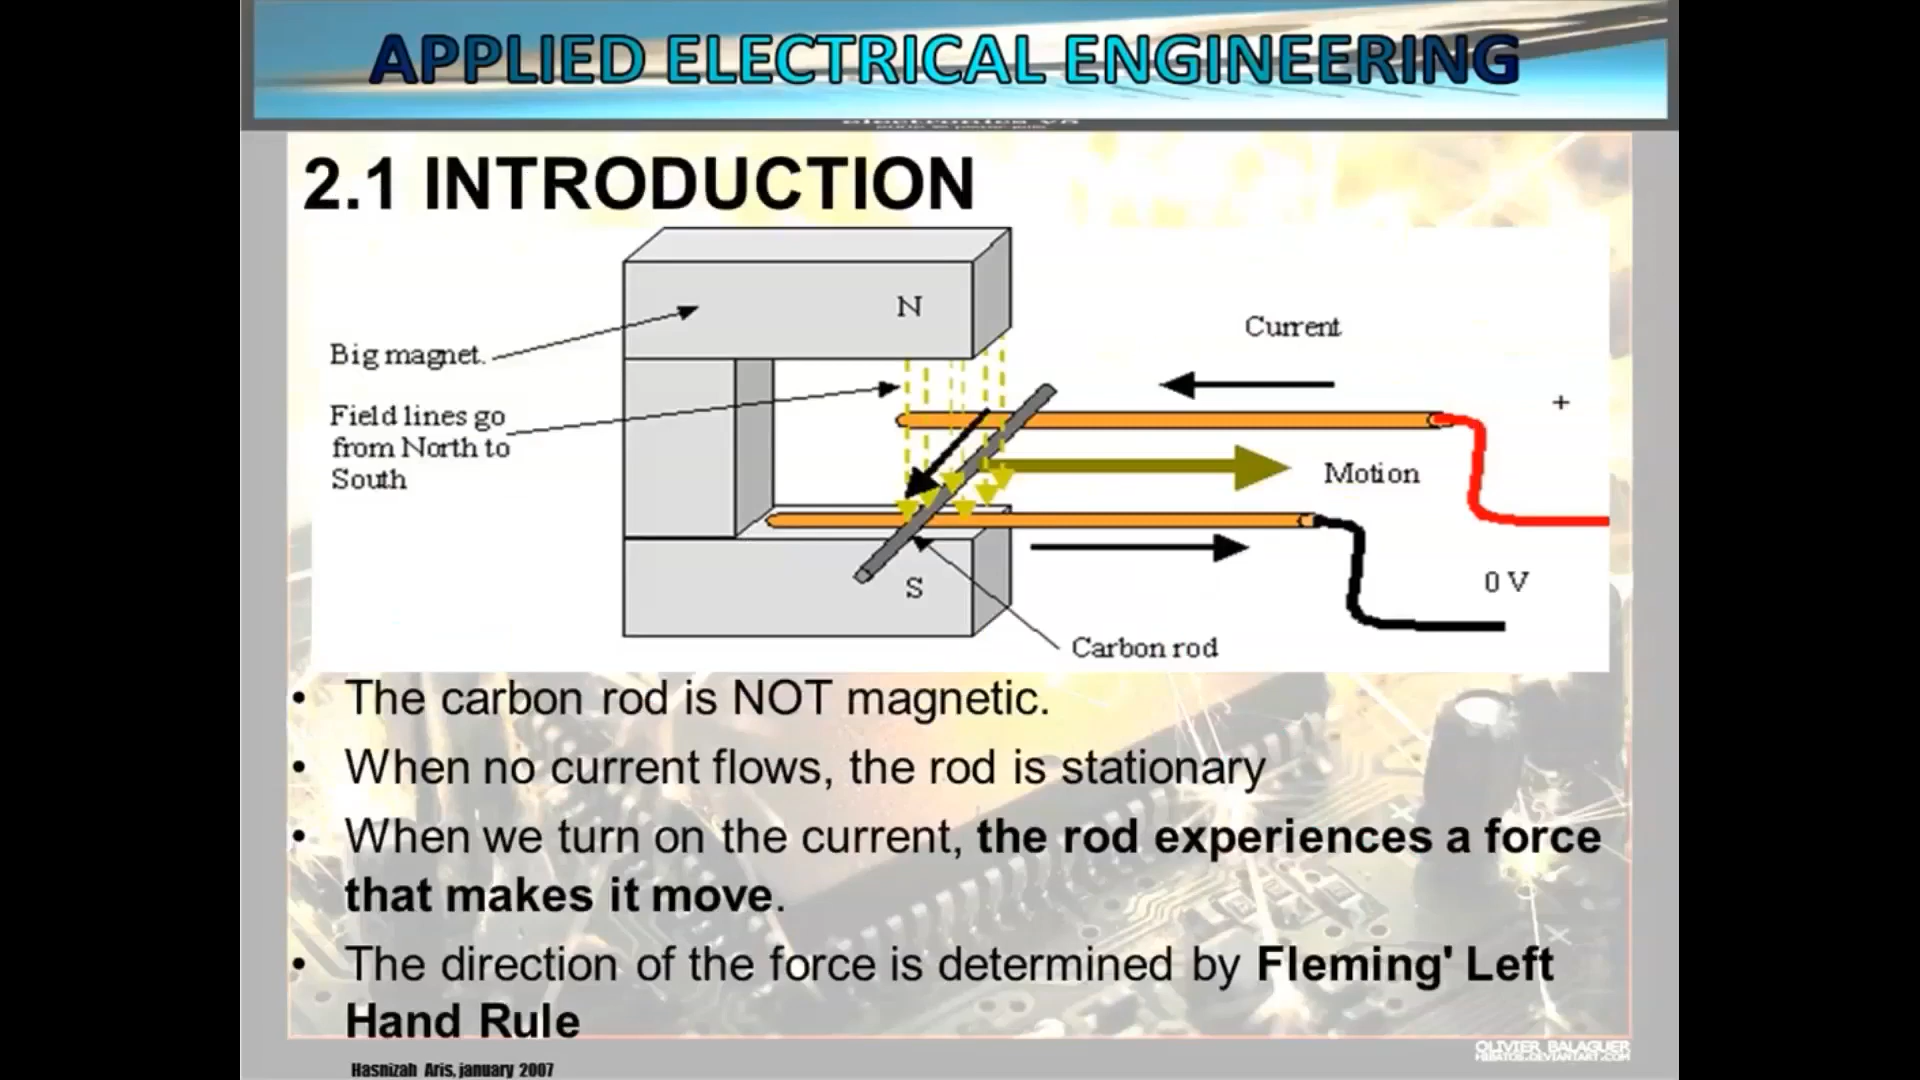 APPLIED ELECTRICAL ENGINEERING
2.1 INTRODUCTION
N
Current
Big magnet.
+
Field lines go
from North to
South
Motion
0 V
S
Carbon rod
• The carbon rod is NOT magnetic.
• When no current flows, the rod is stationary
• When we turn on the current, the rod experiences a force
that makes it move.
• The direction of the force is determined by Fleming' Left
Hand Rule
OLIVIER BALAGUER
Hasnizah Aris, january 2007